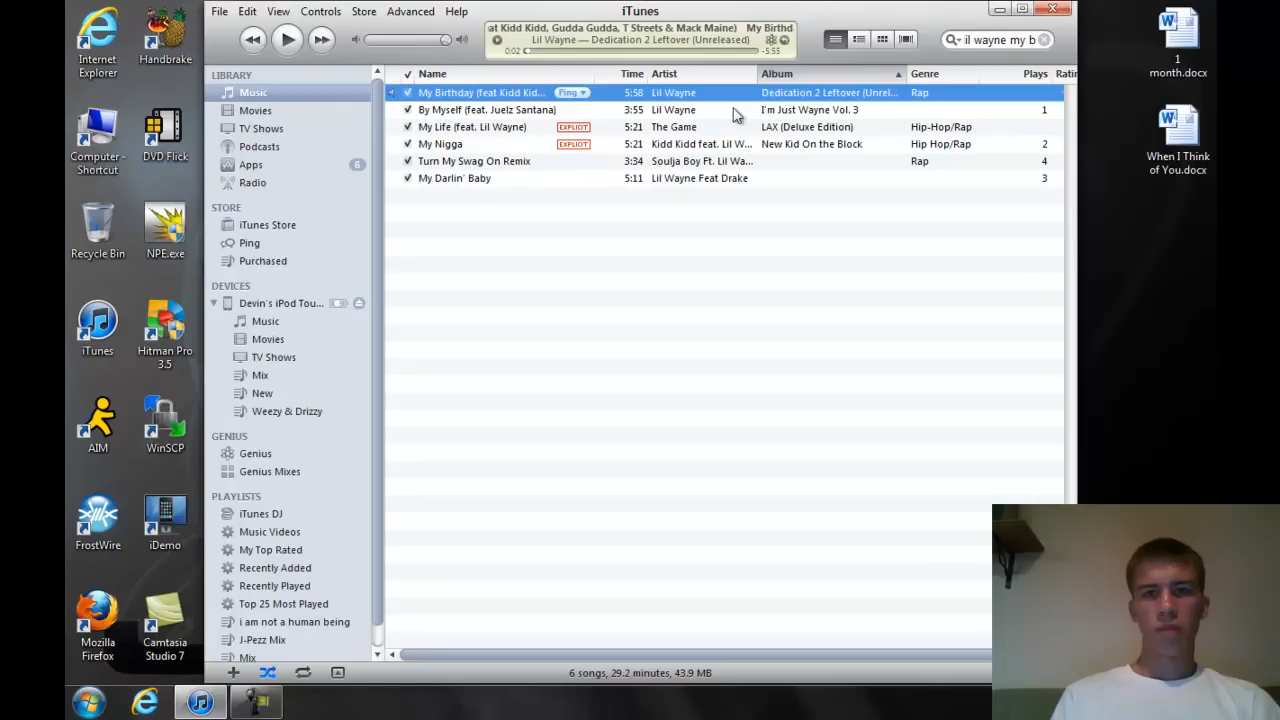 File Edit View Controls Store Advanced Help
iTunes
at Kidd Kidd, Gudda Gudda, T Streets & Mack Maine) My Birthd
Lil Wayne — Dedication 2 Leftover (Unreleased)
0:02 -5:55
lil wayne my b
LIBRARY
Music
Movies
TV Shows
Podcasts
Apps 6
Radio
STORE
iTunes Store
Ping
Purchased
DEVICES
Devin's iPod Tou...
Music
Movies
TV Shows
Mix
New
Weezy & Drizzy
GENIUS
Genius
Genius Mixes
PLAYLISTS
iTunes DJ
Music Videos
My Top Rated
Recently Added
Recently Played
Top 25 Most Played
i am not a human being
J-Pezz Mix
Mix
Name Time Artist Album Genre Plays Ratin
My Birthday (feat Kidd Kid... Ping 5:58 Lil Wayne Dedication 2 Leftover (Unrel... Rap
By Myself (feat. Juelz Santana) 3:55 Lil Wayne I'm Just Wayne Vol. 3 1
My Life (feat. Lil Wayne) EXPLICIT 5:21 The Game LAX (Deluxe Edition) Hip-Hop/Rap
My Nigga EXPLICIT 5:21 Kidd Kidd feat. Lil W... New Kid On the Block Hip Hop/Rap 2
Turn My Swag On Remix 3:34 Soulja Boy Ft. Lil Wa... Rap 4
My Darlin` Baby 5:11 Lil Wayne Feat Drake 3
6 songs, 29.2 minutes, 43.9 MB
Internet
Explorer
Handbrake
Computer -
Shortcut
DVD Flick
Recycle Bin
NPE.exe
iTunes
Hitman Pro
3.5
AIM
WinSCP
FrostWire
iDemo
Mozilla
Firefox
Camtasia
Studio 7
1
month.docx
When I Think
of You.docx